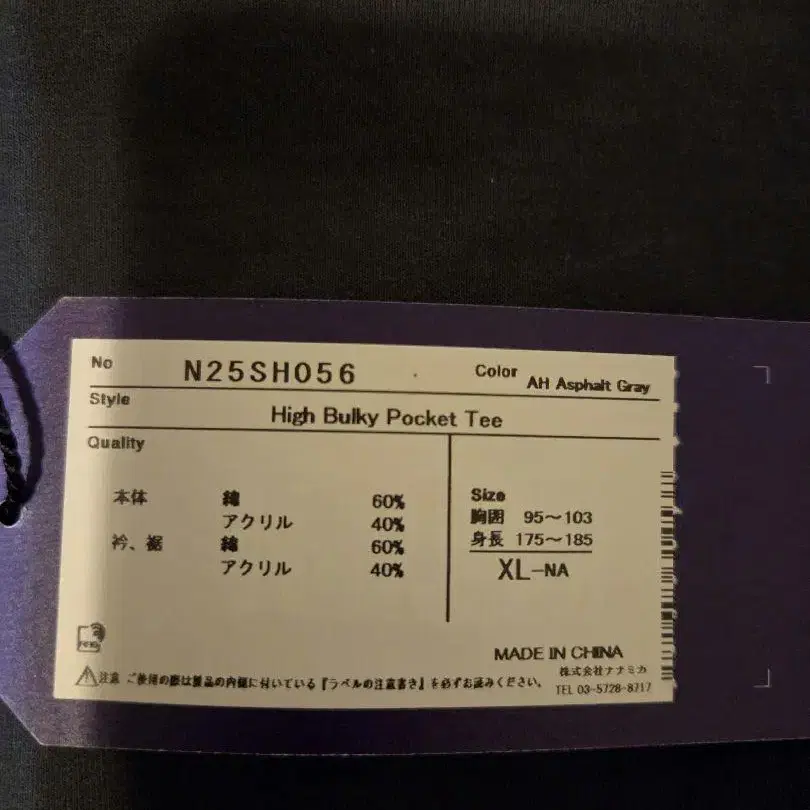 No N25SH056 Color AH Asphalt Gray
Style High Bulky Pocket Tee
Quality
本体 綿 60%
アクリル 40%
衿、裾 綿 60%
アクリル 40%
Size
胸囲 95〜103
身長 175〜185
XL-NA
MADE IN CHINA
株式会社ナナミカ
TEL 03-5728-8717
注意 ご使用の際は製品の内側に付いている『ラベルの注意書き』を必ずお読みください。